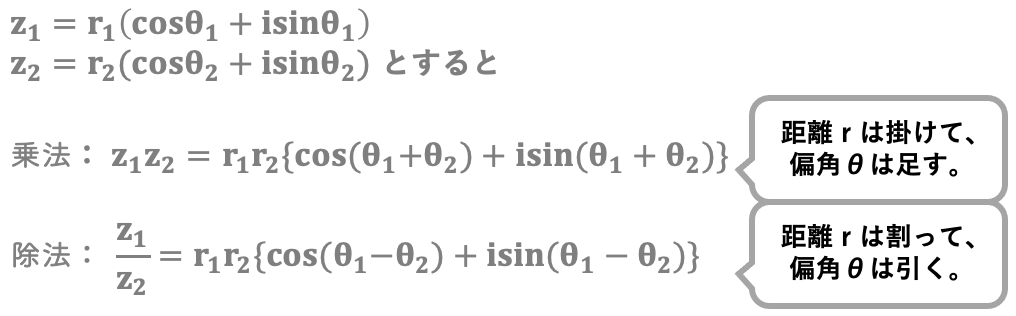 z₁ = r₁(cosθ₁ + isinθ₁)
z₂ = r₂(cosθ₂ + isinθ₂) とすると
乗法： z₁z₂ = r₁r₂{cos(θ₁+θ₂) + isin(θ₁ + θ₂)}
距離 r は掛けて、
偏角 θ は足す。
除法： z₁/z₂ = r₁r₂{cos(θ₁−θ₂) + isin(θ₁ − θ₂)}
距離 r は割って、
偏角 θ は引く。